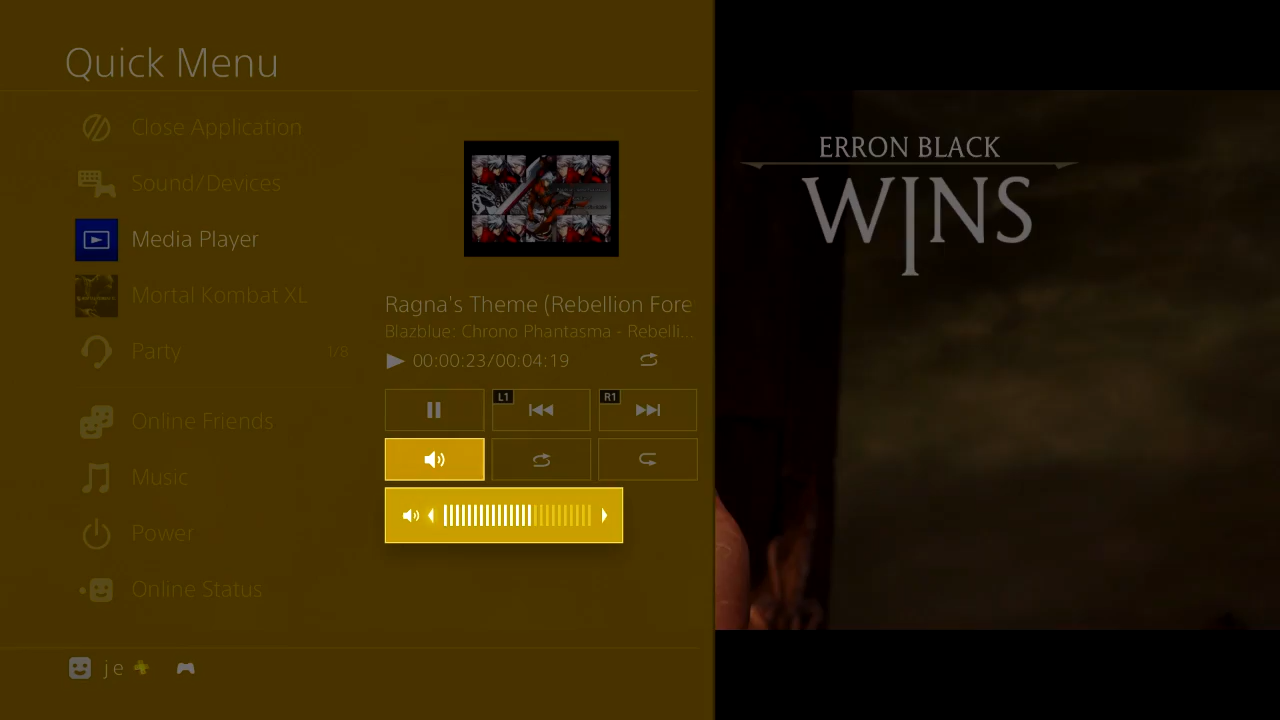 Quick Menu
Close Application
Sound/Devices
Media Player
Mortal Kombat XL
Party 1/8
Online Friends
Music
Power
Online Status
je
Ragna's Theme (Rebellion Fore
Blazblue: Chrono Phantasma - Rebelli...
00:00:23/00:04:19
L1
R1
ERRON BLACK
WINS